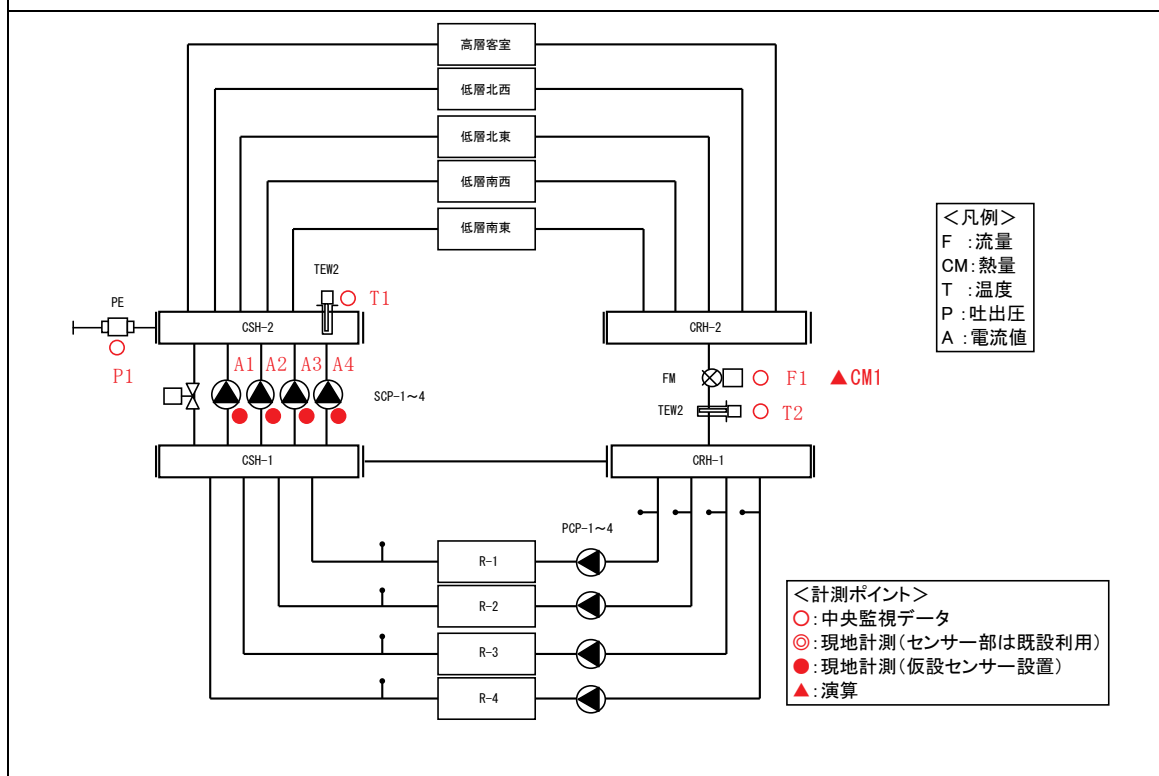 高層客室
低層北西
低層北東
低層南西
低層南東
<凡例>
F :流量
CM:熱量
T :温度
P :吐出圧
A :電流値
TEW2
T1
PE
P1
CSH-2
CRH-2
A1 A2 A3 A4
SCP-1~4
FM
F1
▲CM1
TEW2
T2
CSH-1
CRH-1
PCP-1~4
R-1
R-2
R-3
R-4
<計測ポイント>
○:中央監視データ
◎:現地計測(センサー部は既設利用)
●:現地計測(仮設センサー設置)
▲:演算